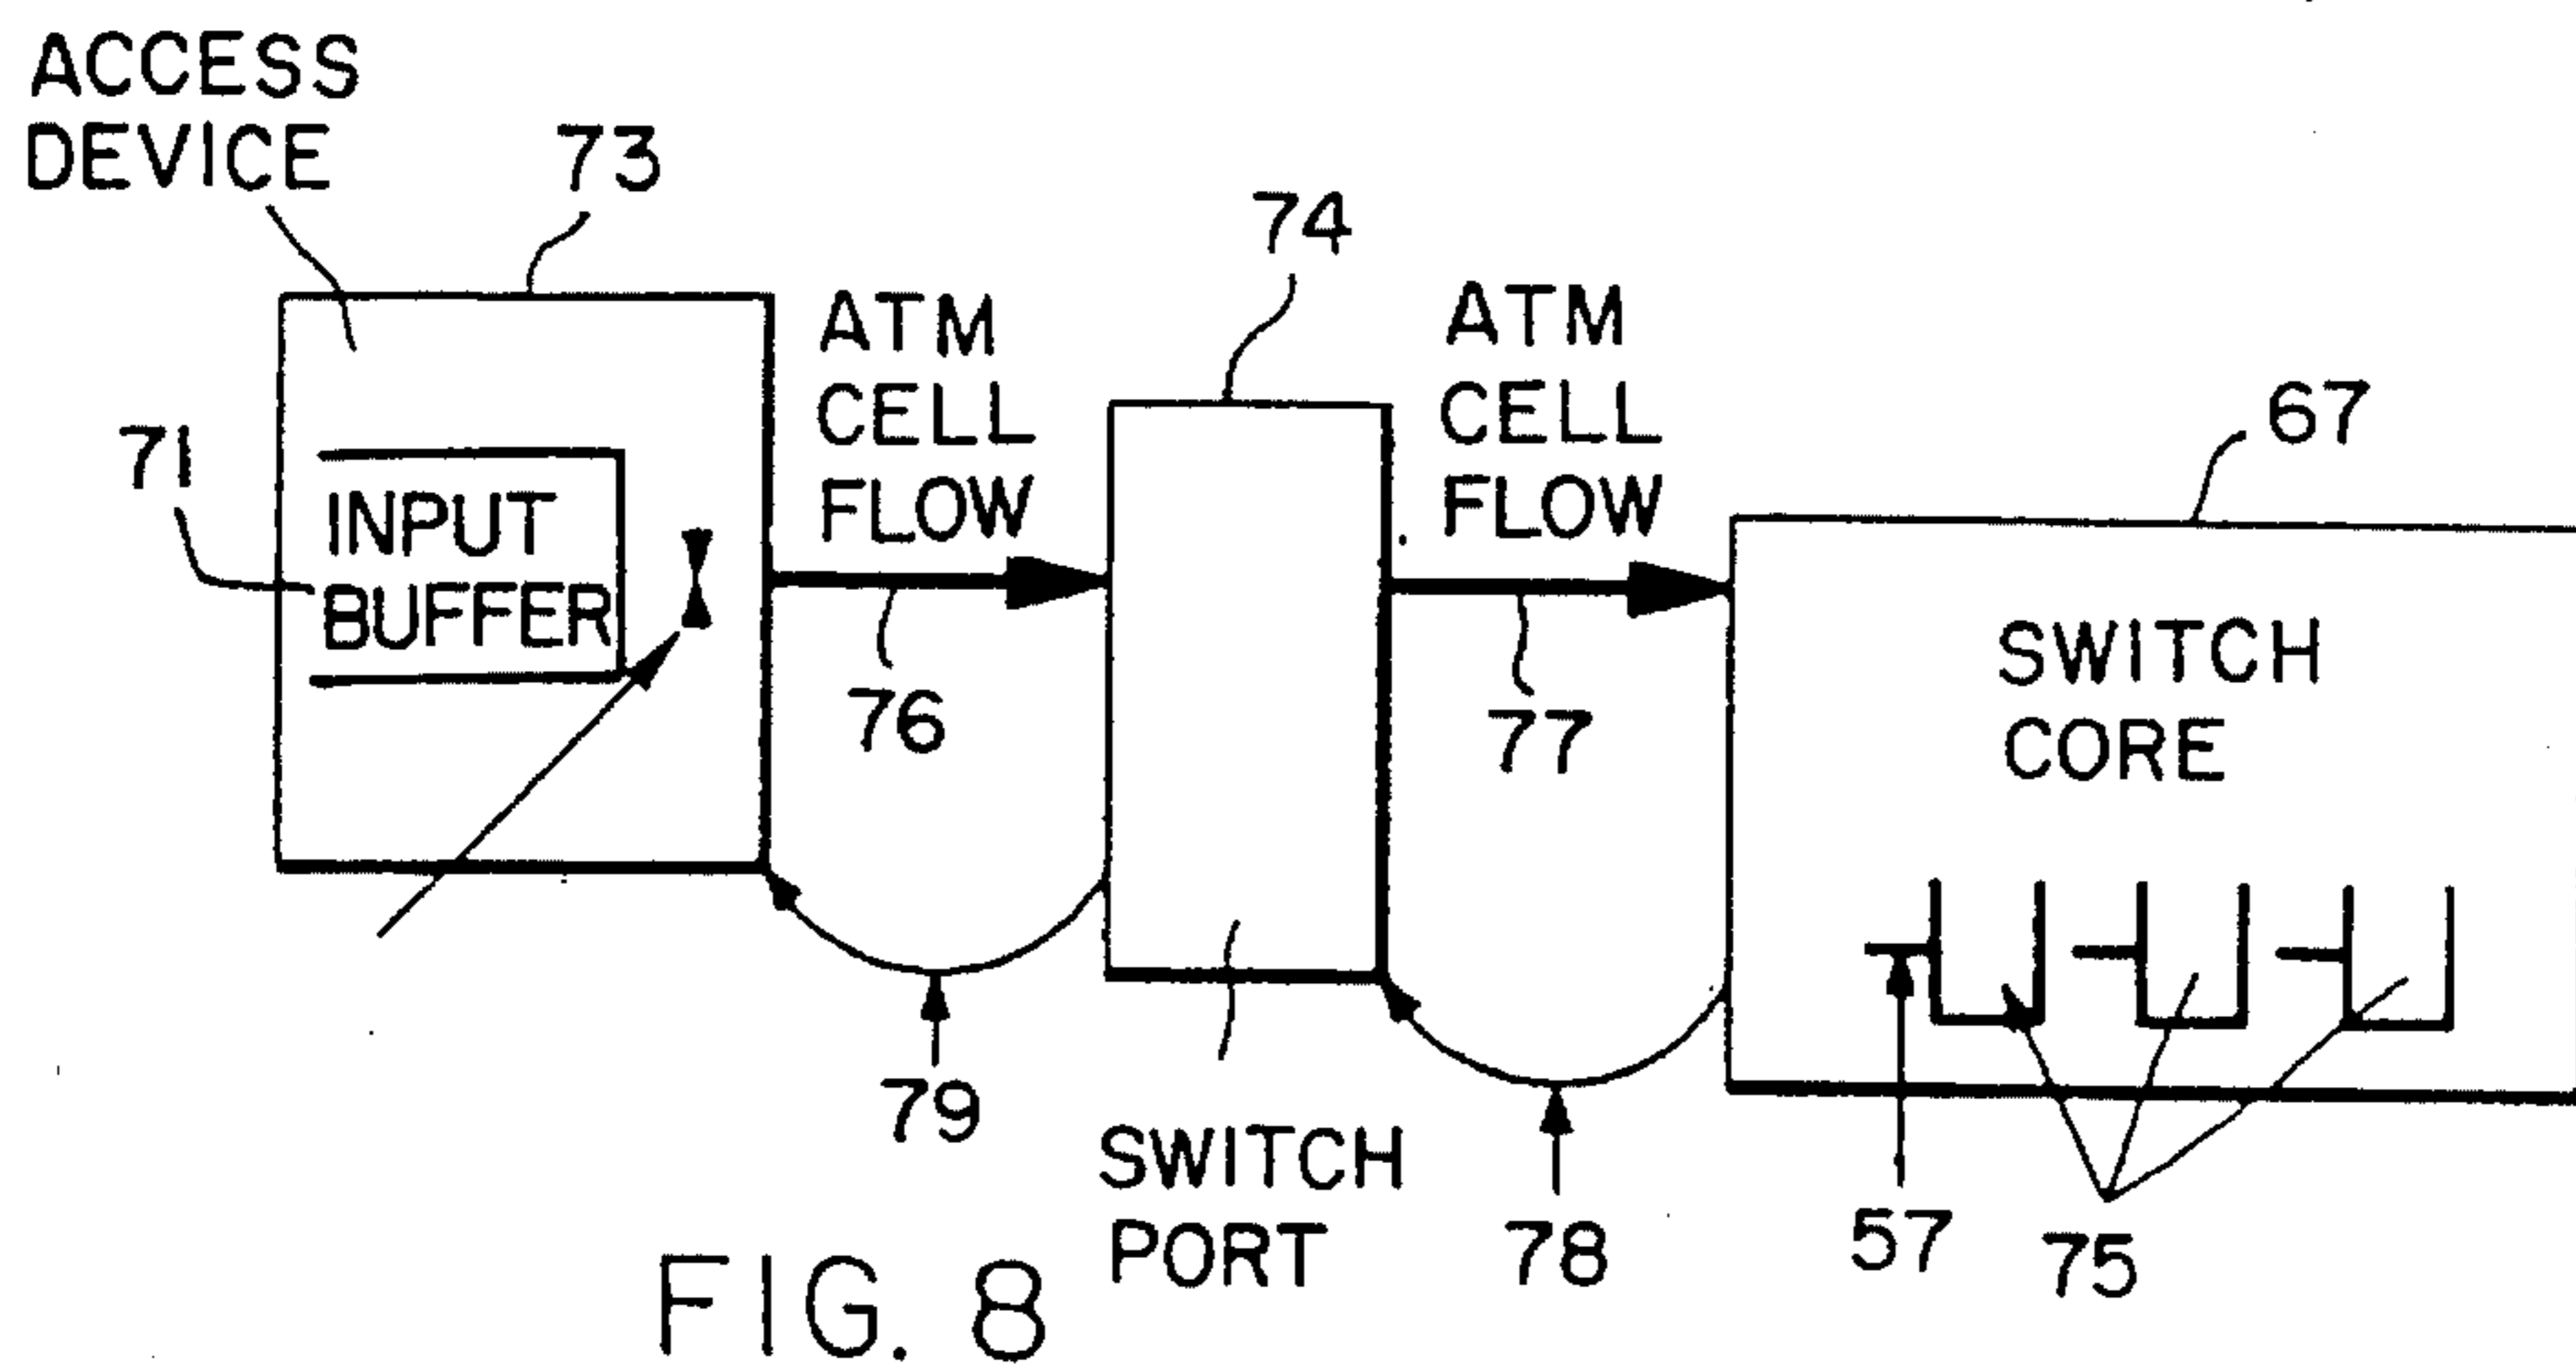 ACCESS
DEVICE
73
74
ATM
CELL
FLOW
ATM
CELL
FLOW
67
71
INPUT
BUFFER
76
77
SWITCH
CORE
79
SWITCH
PORT
78
57
75
FIG. 8